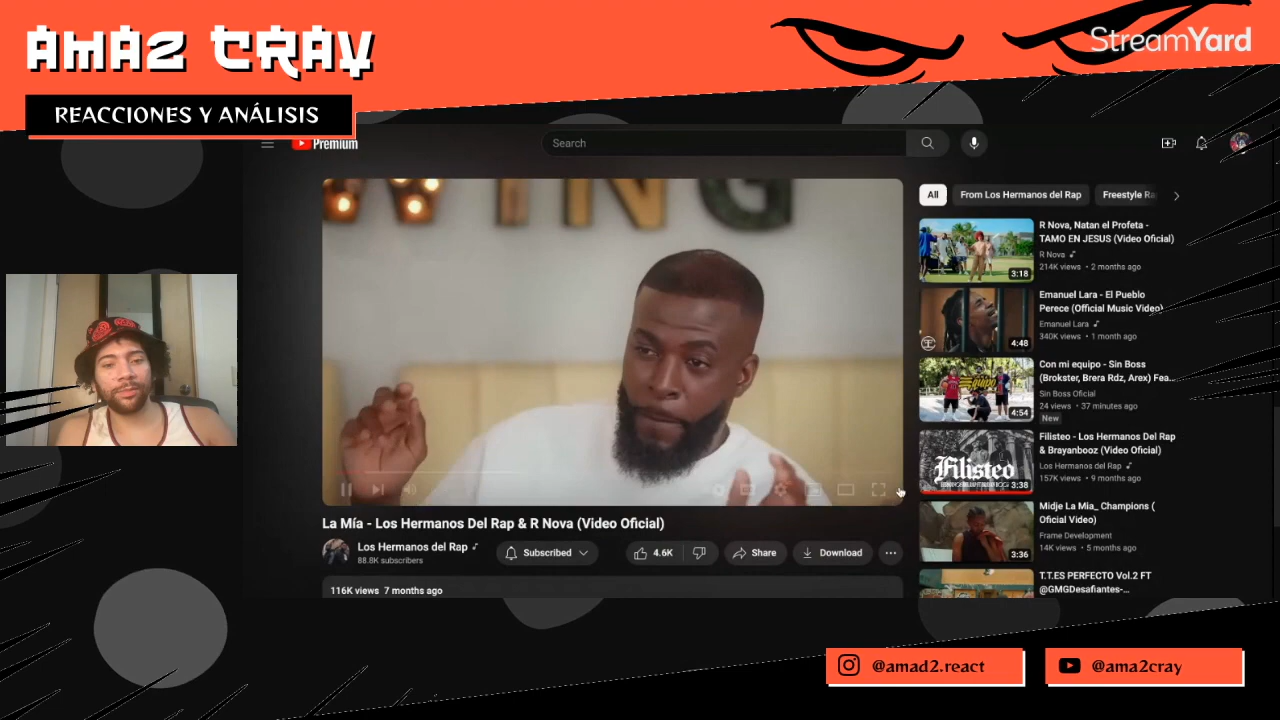 AMA2 CRAY
StreamYard
REACCIONES Y ANÁLISIS
Premium
Search
VING
All
From Los Hermanos del Rap
Freestyle Ra
R Nova, Natan el Profeta -
TAMO EN JESUS (Video Oficial)
R Nova
214K views • 2 months ago
3:18
Emanuel Lara - El Pueblo
Perece (Official Music Video)
Emanuel Lara
340K views • 1 month ago
4:48
Con mi equipo - Sin Boss
(Brokster, Brera Rdz, Arex) Fea...
Sin Boss Oficial
24 views • 37 minutes ago
New
Equipo
4:54
Filisteo - Los Hermanos Del Rap
& Brayanbooz (Video Oficial)
Los Hermanos del Rap
157K views • 9 months ago
Filisteo
3:38
Midje La Mia_ Champions (
Oficial Video)
Frame Development
14K views • 5 months ago
3:36
T.T.ES PERFECTO Vol.2 FT
@GMGDesafiantes-...
La Mía - Los Hermanos Del Rap & R Nova (Video Oficial)
Los Hermanos del Rap
88.8K subscribers
Subscribed
4.6K
Share
Download
116K views 7 months ago
@amad2.react
@ama2cray